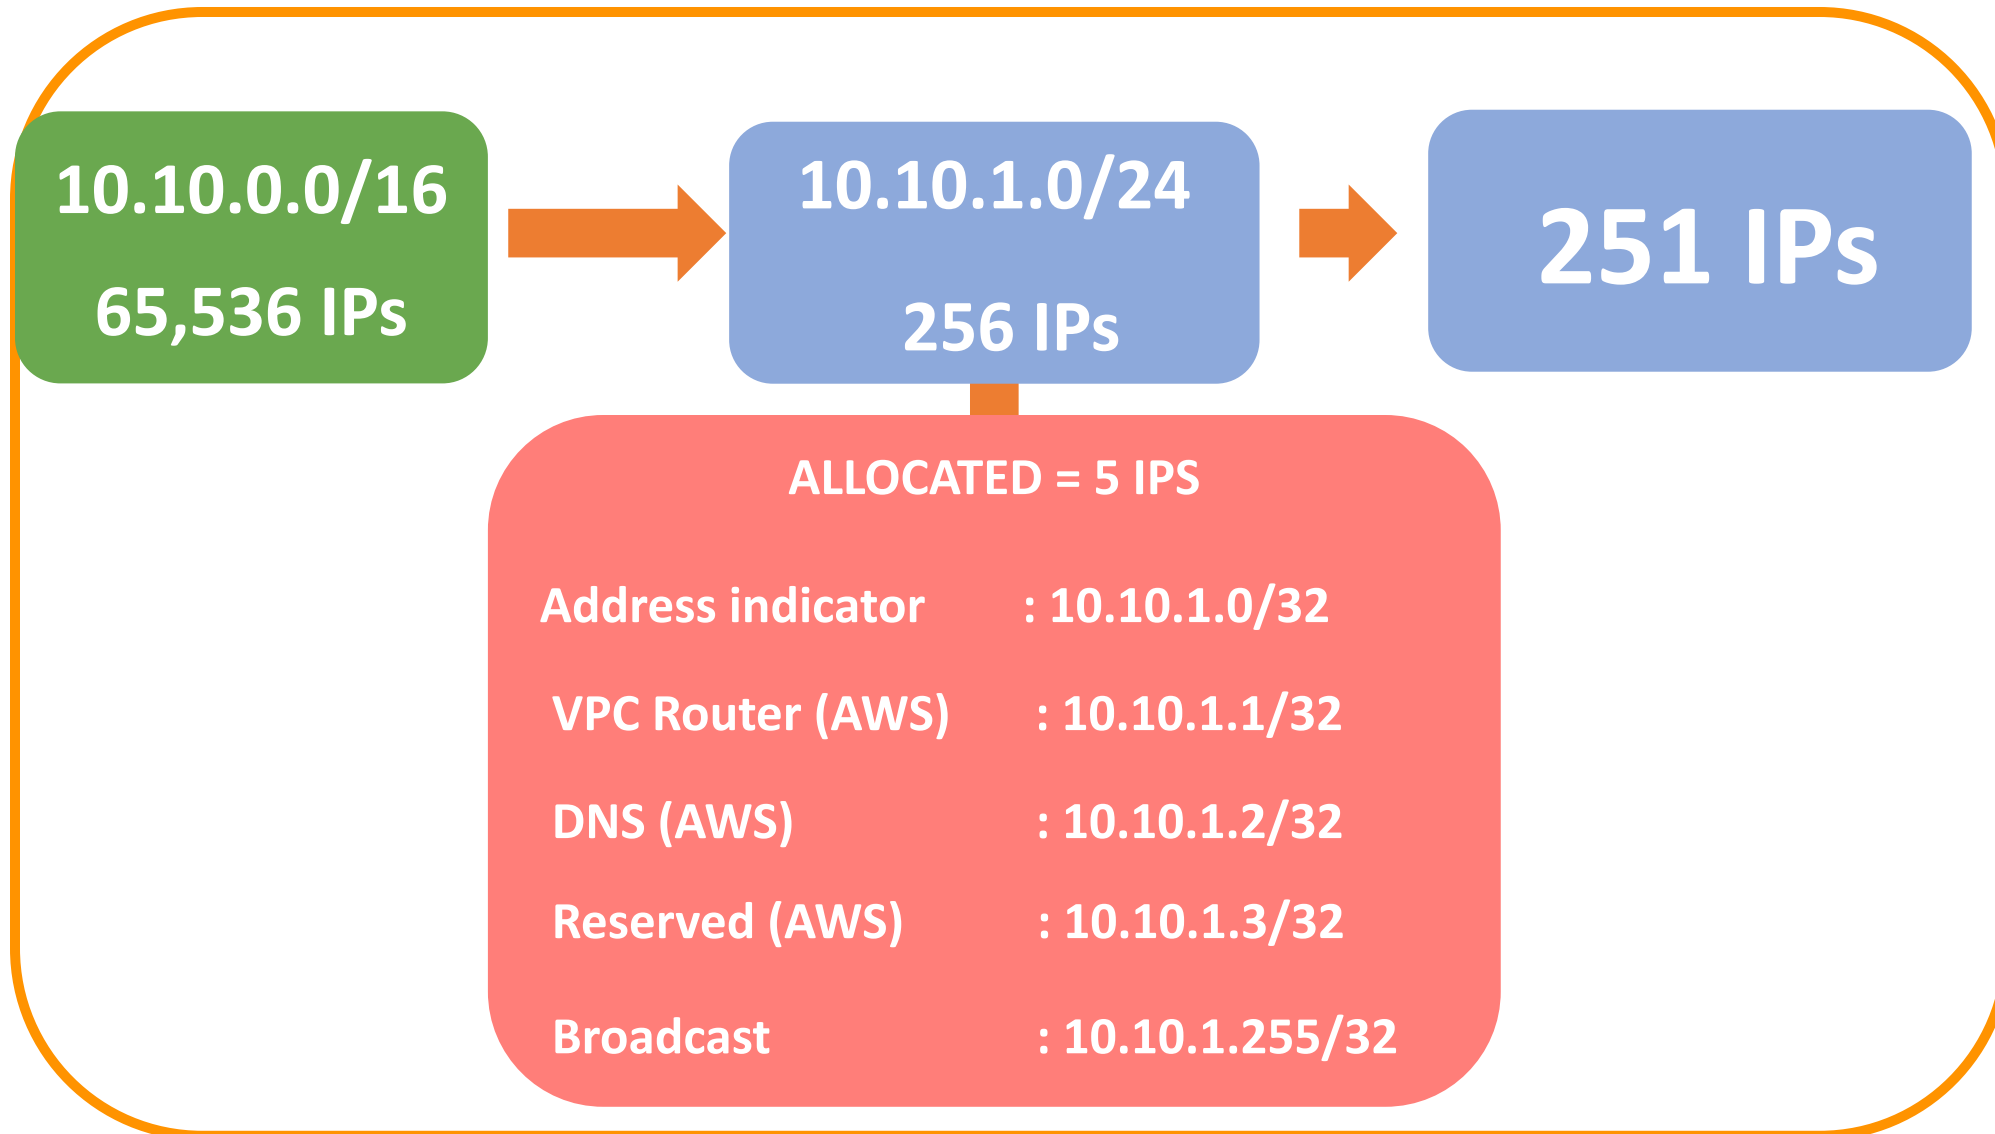 10.10.0.0/16
65,536 IPs
10.10.1.0/24
256 IPs
251 IPs
ALLOCATED = 5 IPS
Address indicator : 10.10.1.0/32
VPC Router (AWS) : 10.10.1.1/32
DNS (AWS) : 10.10.1.2/32
Reserved (AWS) : 10.10.1.3/32
Broadcast : 10.10.1.255/32